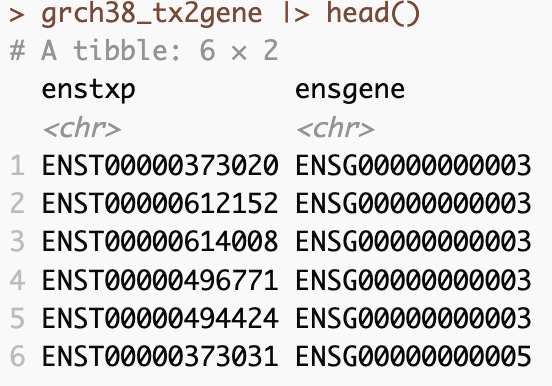 > grch38_tx2gene |> head()
# A tibble: 6 × 2
enstxp ensgene
<chr> <chr>
1 ENST00000373020 ENSG00000000003
2 ENST00000612152 ENSG00000000003
3 ENST00000614008 ENSG00000000003
4 ENST00000496771 ENSG00000000003
5 ENST00000494424 ENSG00000000003
6 ENST00000373031 ENSG00000000005